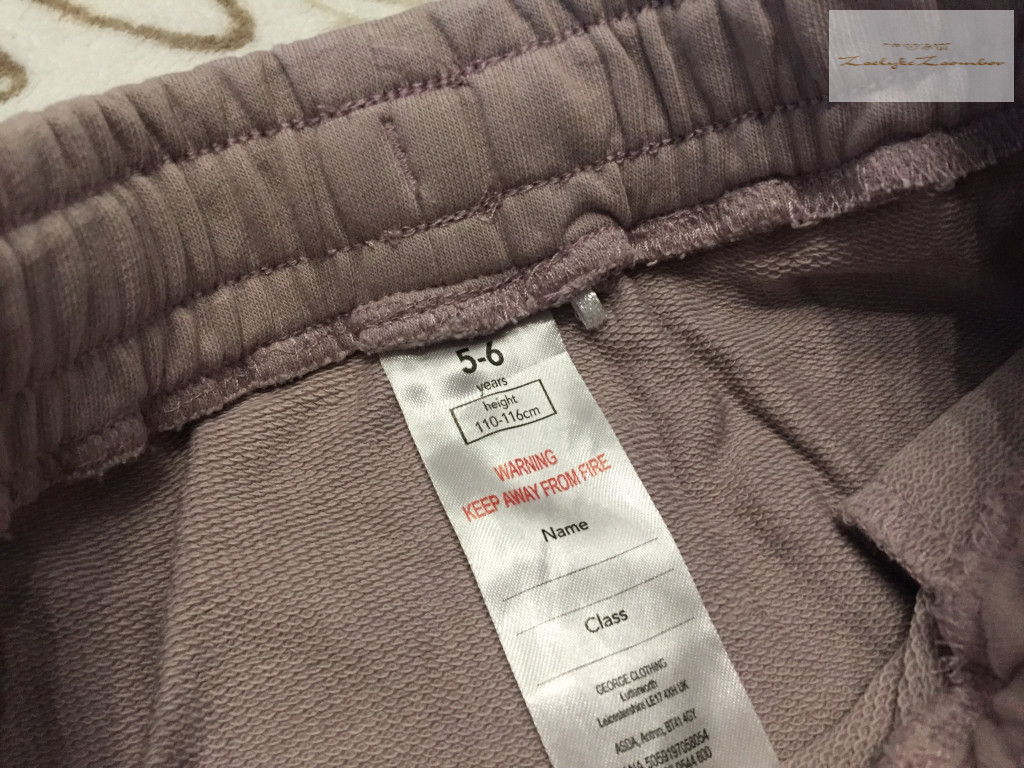 5-6
years
height
110-116cm
WARNING
KEEP AWAY FROM FIRE
Name
Class
GEORGE CLOTHING
Lutterworth
Leicestershire LE17 4XH UK
ASDA, Antrim, BT41 4GY
5059197058054